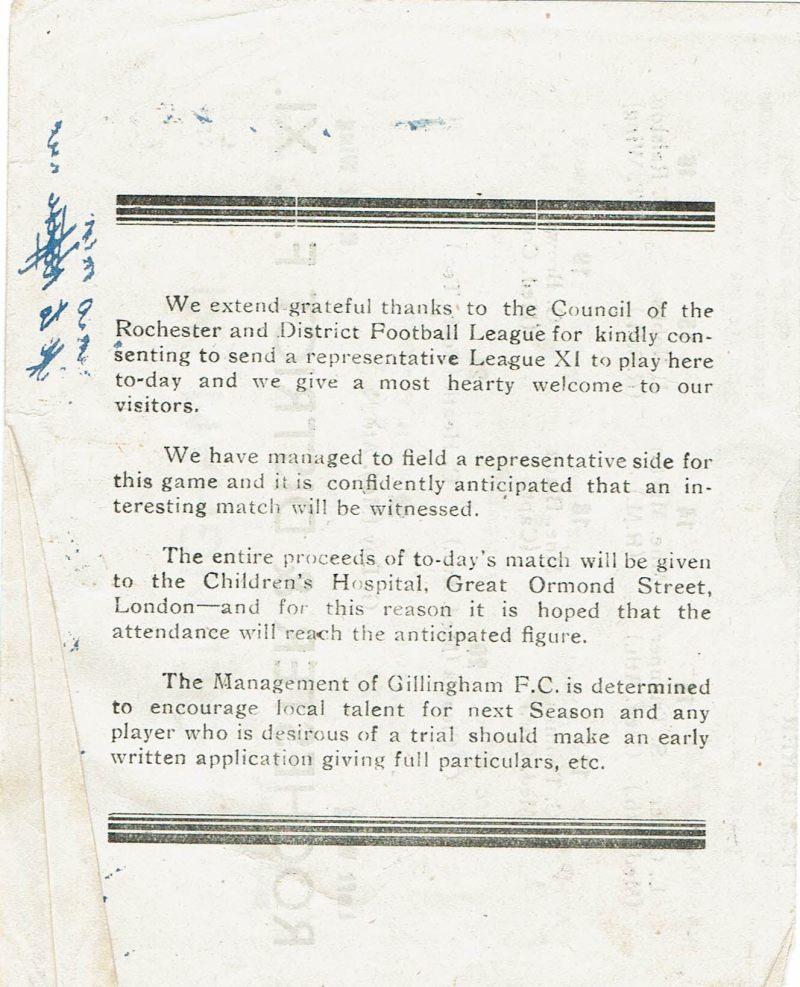 We extend grateful thanks to the Council of the
Rochester and District Football League for kindly con-
senting to send a representative League XI to play here
to-day and we give a most hearty welcome to our
visitors.
We have managed to field a representative side for
this game and it is confidently anticipated that an in-
teresting match will be witnessed.
The entire proceeds of to-day's match will be given
to the Children's Hospital, Great Ormond Street,
London—and for this reason it is hoped that the
attendance will reach the anticipated figure.
The Management of Gillingham F.C. is determined
to encourage local talent for next Season and any
player who is desirous of a trial should make an early
written application giving full particulars, etc.